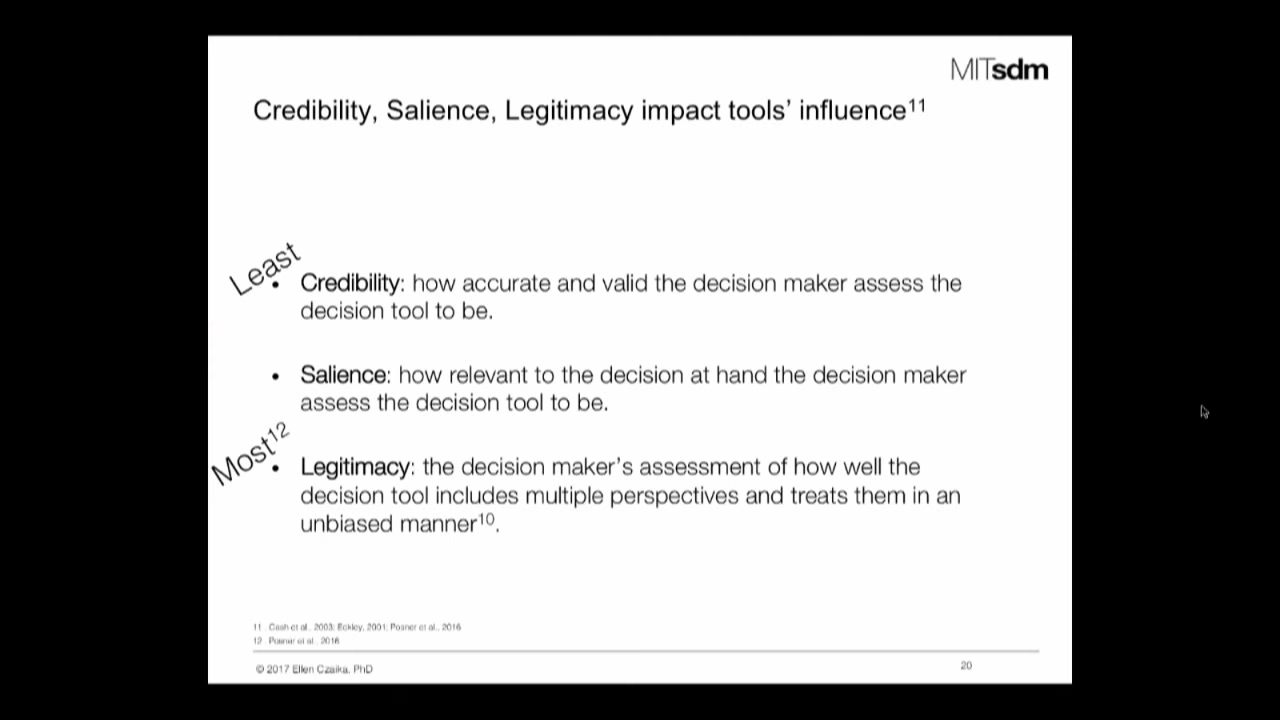 MITsdm
Credibility, Salience, Legitimacy impact tools’ influence¹¹
Least
• Credibility: how accurate and valid the decision maker assess the
decision tool to be.
• Salience: how relevant to the decision at hand the decision maker
assess the decision tool to be.
Most¹²
• Legitimacy: the decision maker’s assessment of how well the
decision tool includes multiple perspectives and treats them in an
unbiased manner¹⁰.
11 Cash et al., 2003; Eckley, 2001; Posner et al., 2016
12 Posner et al., 2016
© 2017 Ellen Czaika, PhD
20